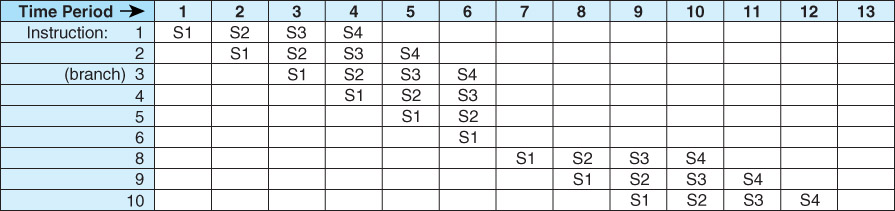 Time Period → 1 2 3 4 5 6 7 8 9 10 11 12 13
Instruction: 1 S1 S2 S3 S4
2 S1 S2 S3 S4
(branch) 3 S1 S2 S3 S4
4 S1 S2 S3
5 S1 S2
6 S1
8 S1 S2 S3 S4
9 S1 S2 S3 S4
10 S1 S2 S3 S4